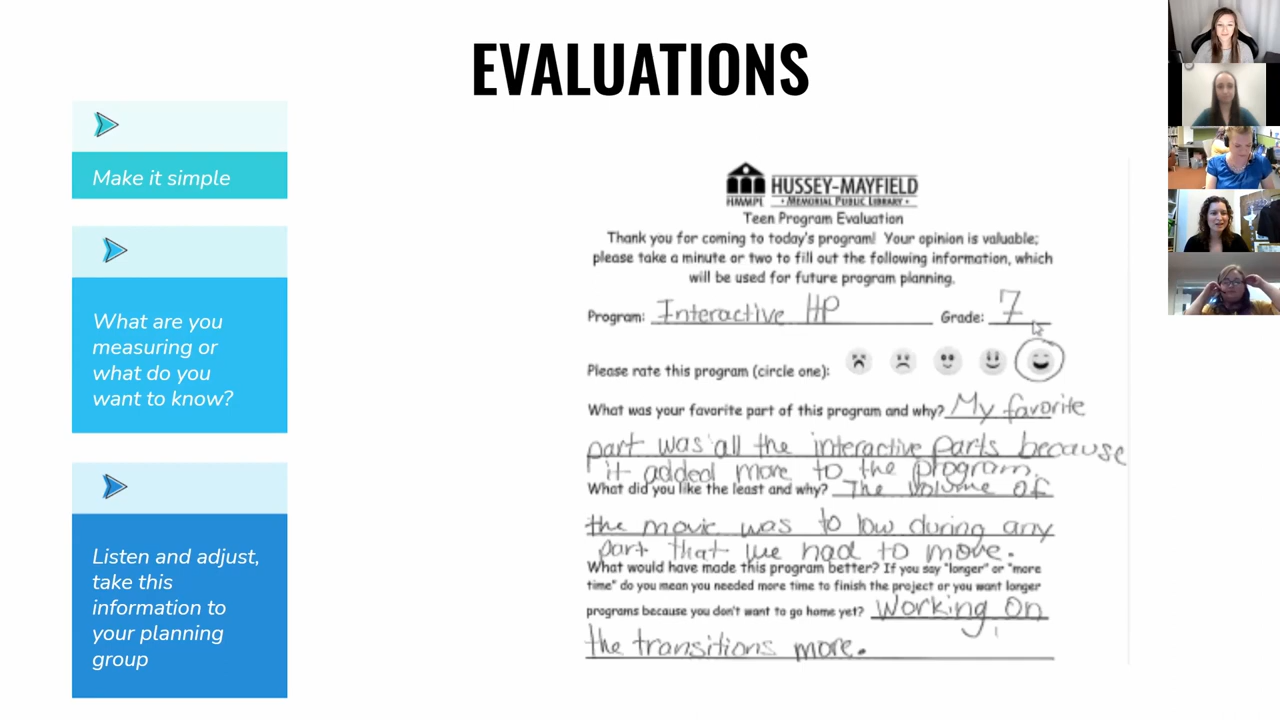 EVALUATIONS
Make it simple
What are you
measuring or
what do you
want to know?
Listen and adjust,
take this
information to
your planning
group
HUSSEY-MAYFIELD
HMMPL • MEMORIAL PUBLIC LIBRARY •
Teen Program Evaluation
Thank you for coming to today's program! Your opinion is valuable;
please take a minute or two to fill out the following information, which
will be used for future program planning.
Program: Interactive HP Grade: 7
Please rate this program (circle one):
What was your favorite part of this program and why? My favorite
part was all the interactive parts because
it added more to the program.
What did you like the least and why? The volume of
the movie was to low during any
part that we had to move.
What would have made this program better? If you say "longer" or "more
time" do you mean you needed more time to finish the project or you want longer
programs because you don't want to go home yet? Working on
the transitions more.